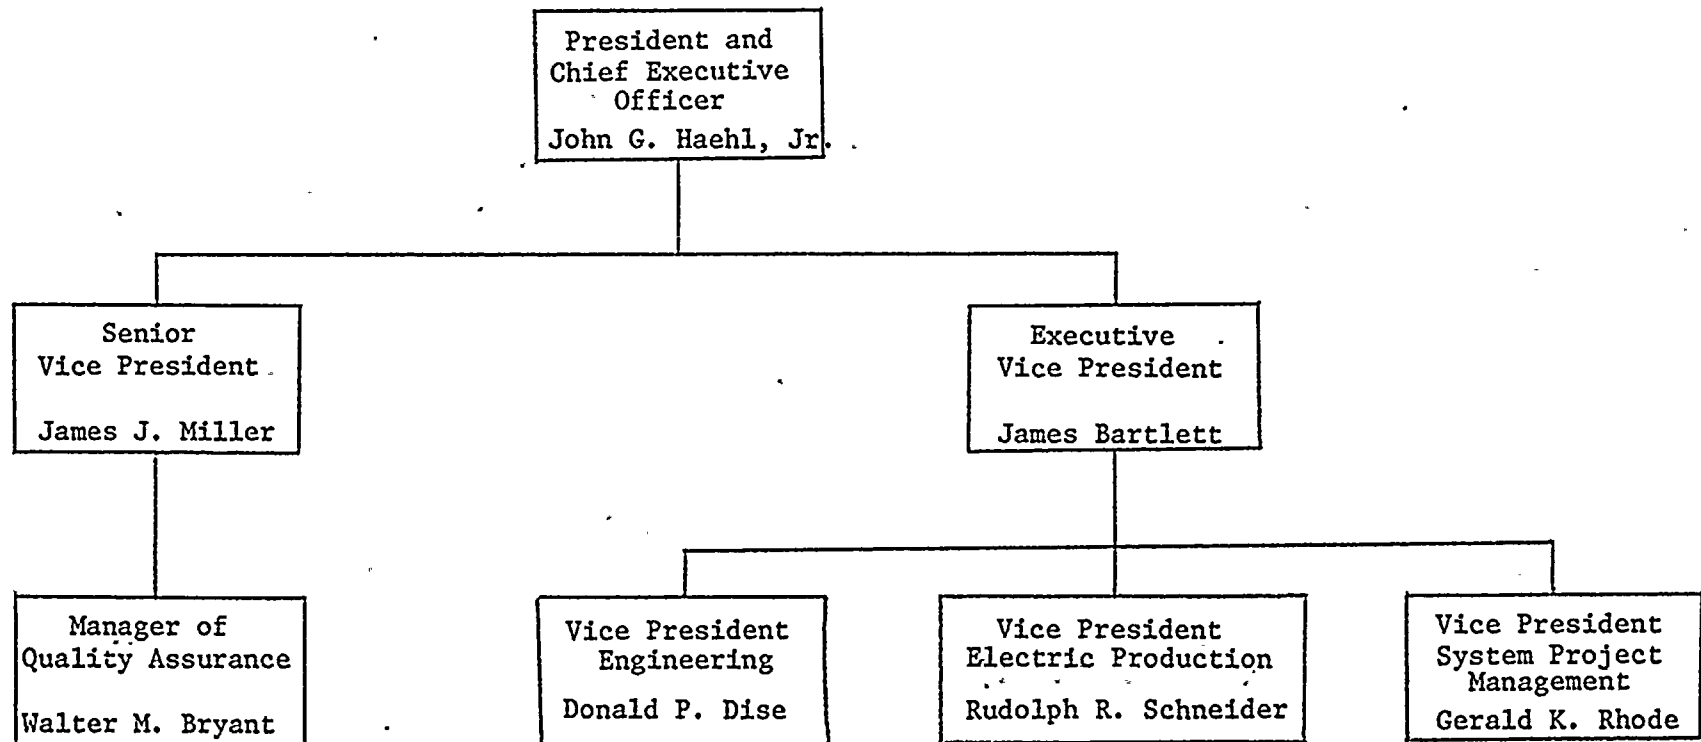 President and
Chief Executive
Officer
John G. Haehl, Jr.
Senior
Vice President
James J. Miller
Executive
Vice President
James Bartlett
Manager of
Quality Assurance
Walter M. Bryant
Vice President
Engineering
Donald P. Dise
Vice President
Electric Production
Rudolph R. Schneider
Vice President
System Project
Management
Gerald K. Rhode